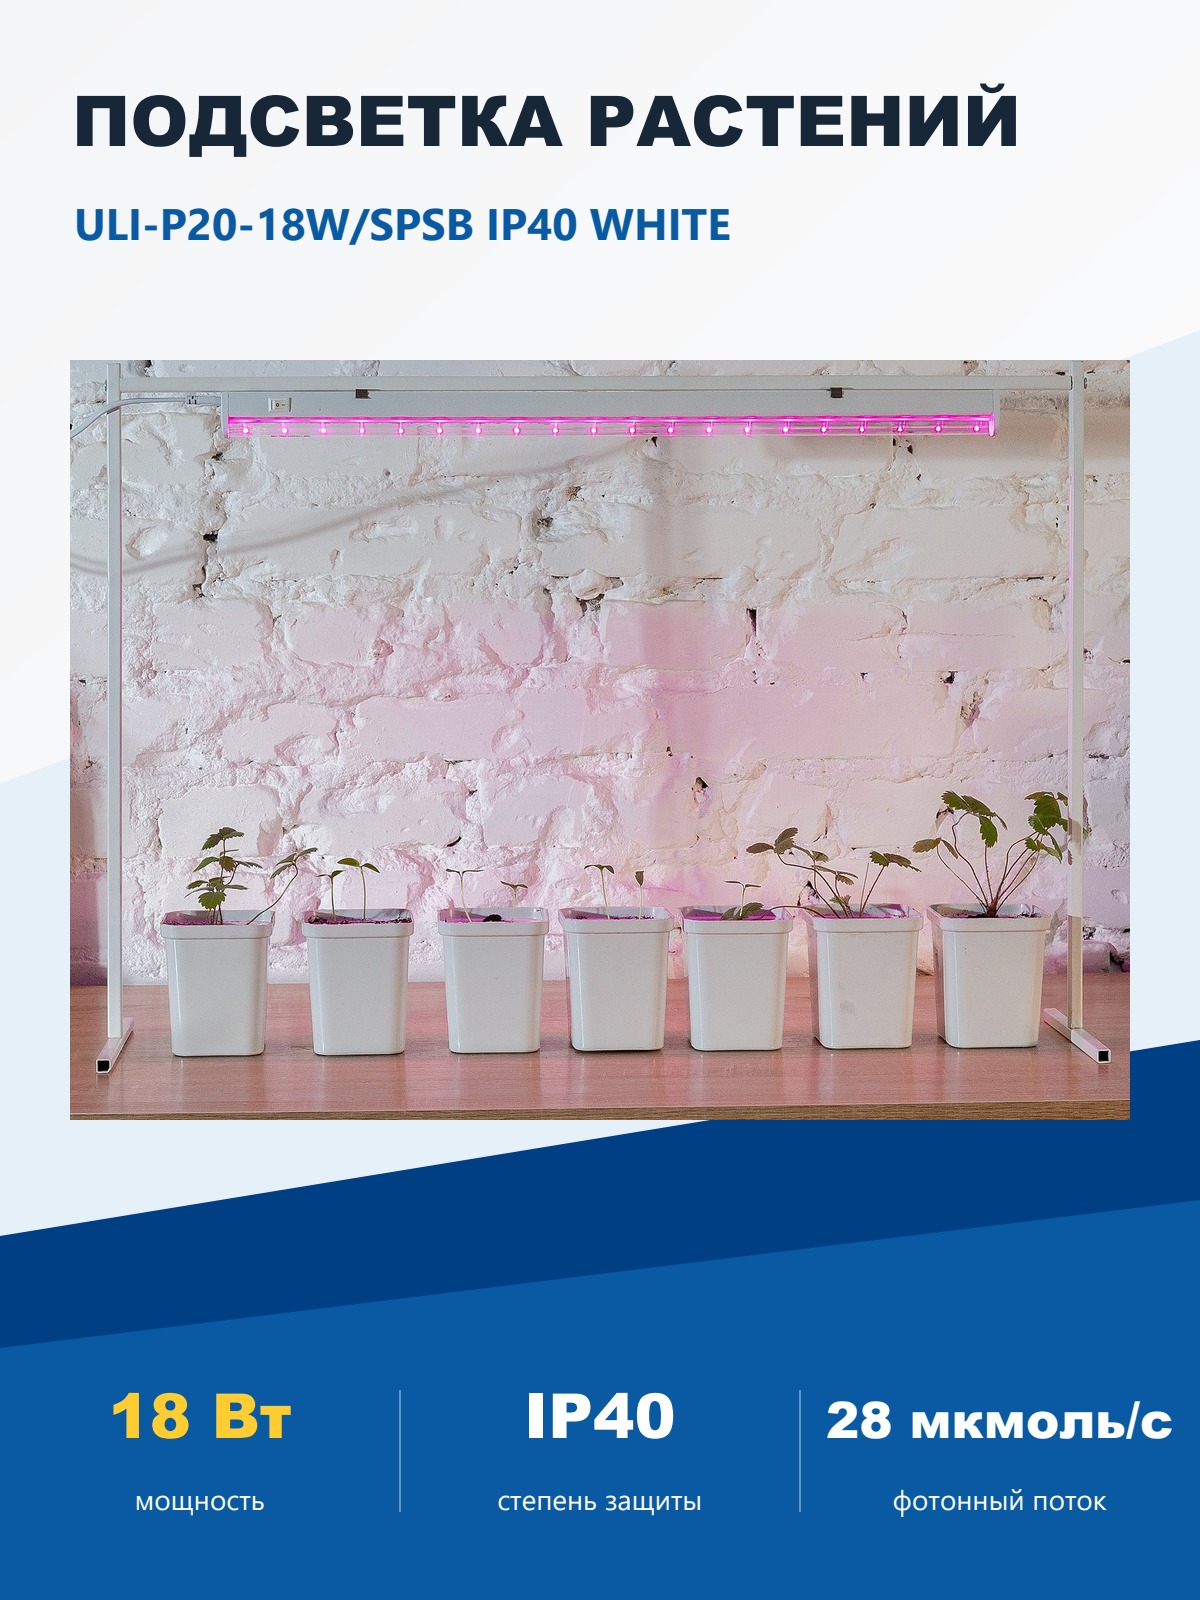 ПОДСВЕТКА РАСТЕНИЙ
ULI-P20-18W/SPSB IP40 WHITE
18 Вт
мощность
IP40
степень защиты
28 мкмоль/с
фотонный поток